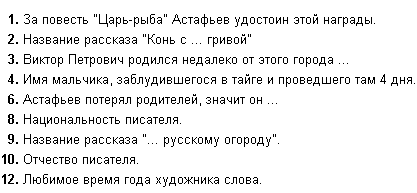 1. За повесть "Царь-рыба" Астафьев удостоин этой награды.
2. Название рассказа "Конь с ... гривой"
3. Виктор Петрович родился недалеко от этого города ...
4. Имя мальчика, заблудившегося в тайге и проведшего там 4 дня.
6. Астафьев потерял родителей, значит он ...
8. Национальность писателя.
9. Название рассказа "... русскому огороду".
10. Отчество писателя.
12. Любимое время года художника слова.